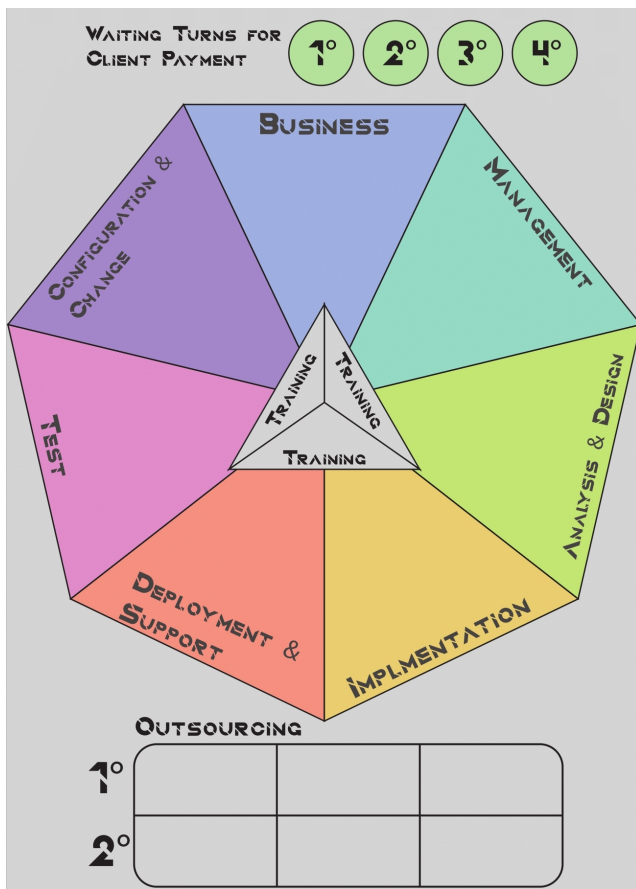 Waiting Turns for
Client Payment
1° 2° 3° 4°
Business
Management
Configuration &
Change
Training
Training
Training
Test
Analysis & Design
Deployment &
Support
Implmentation
Outsourcing
1°
2°